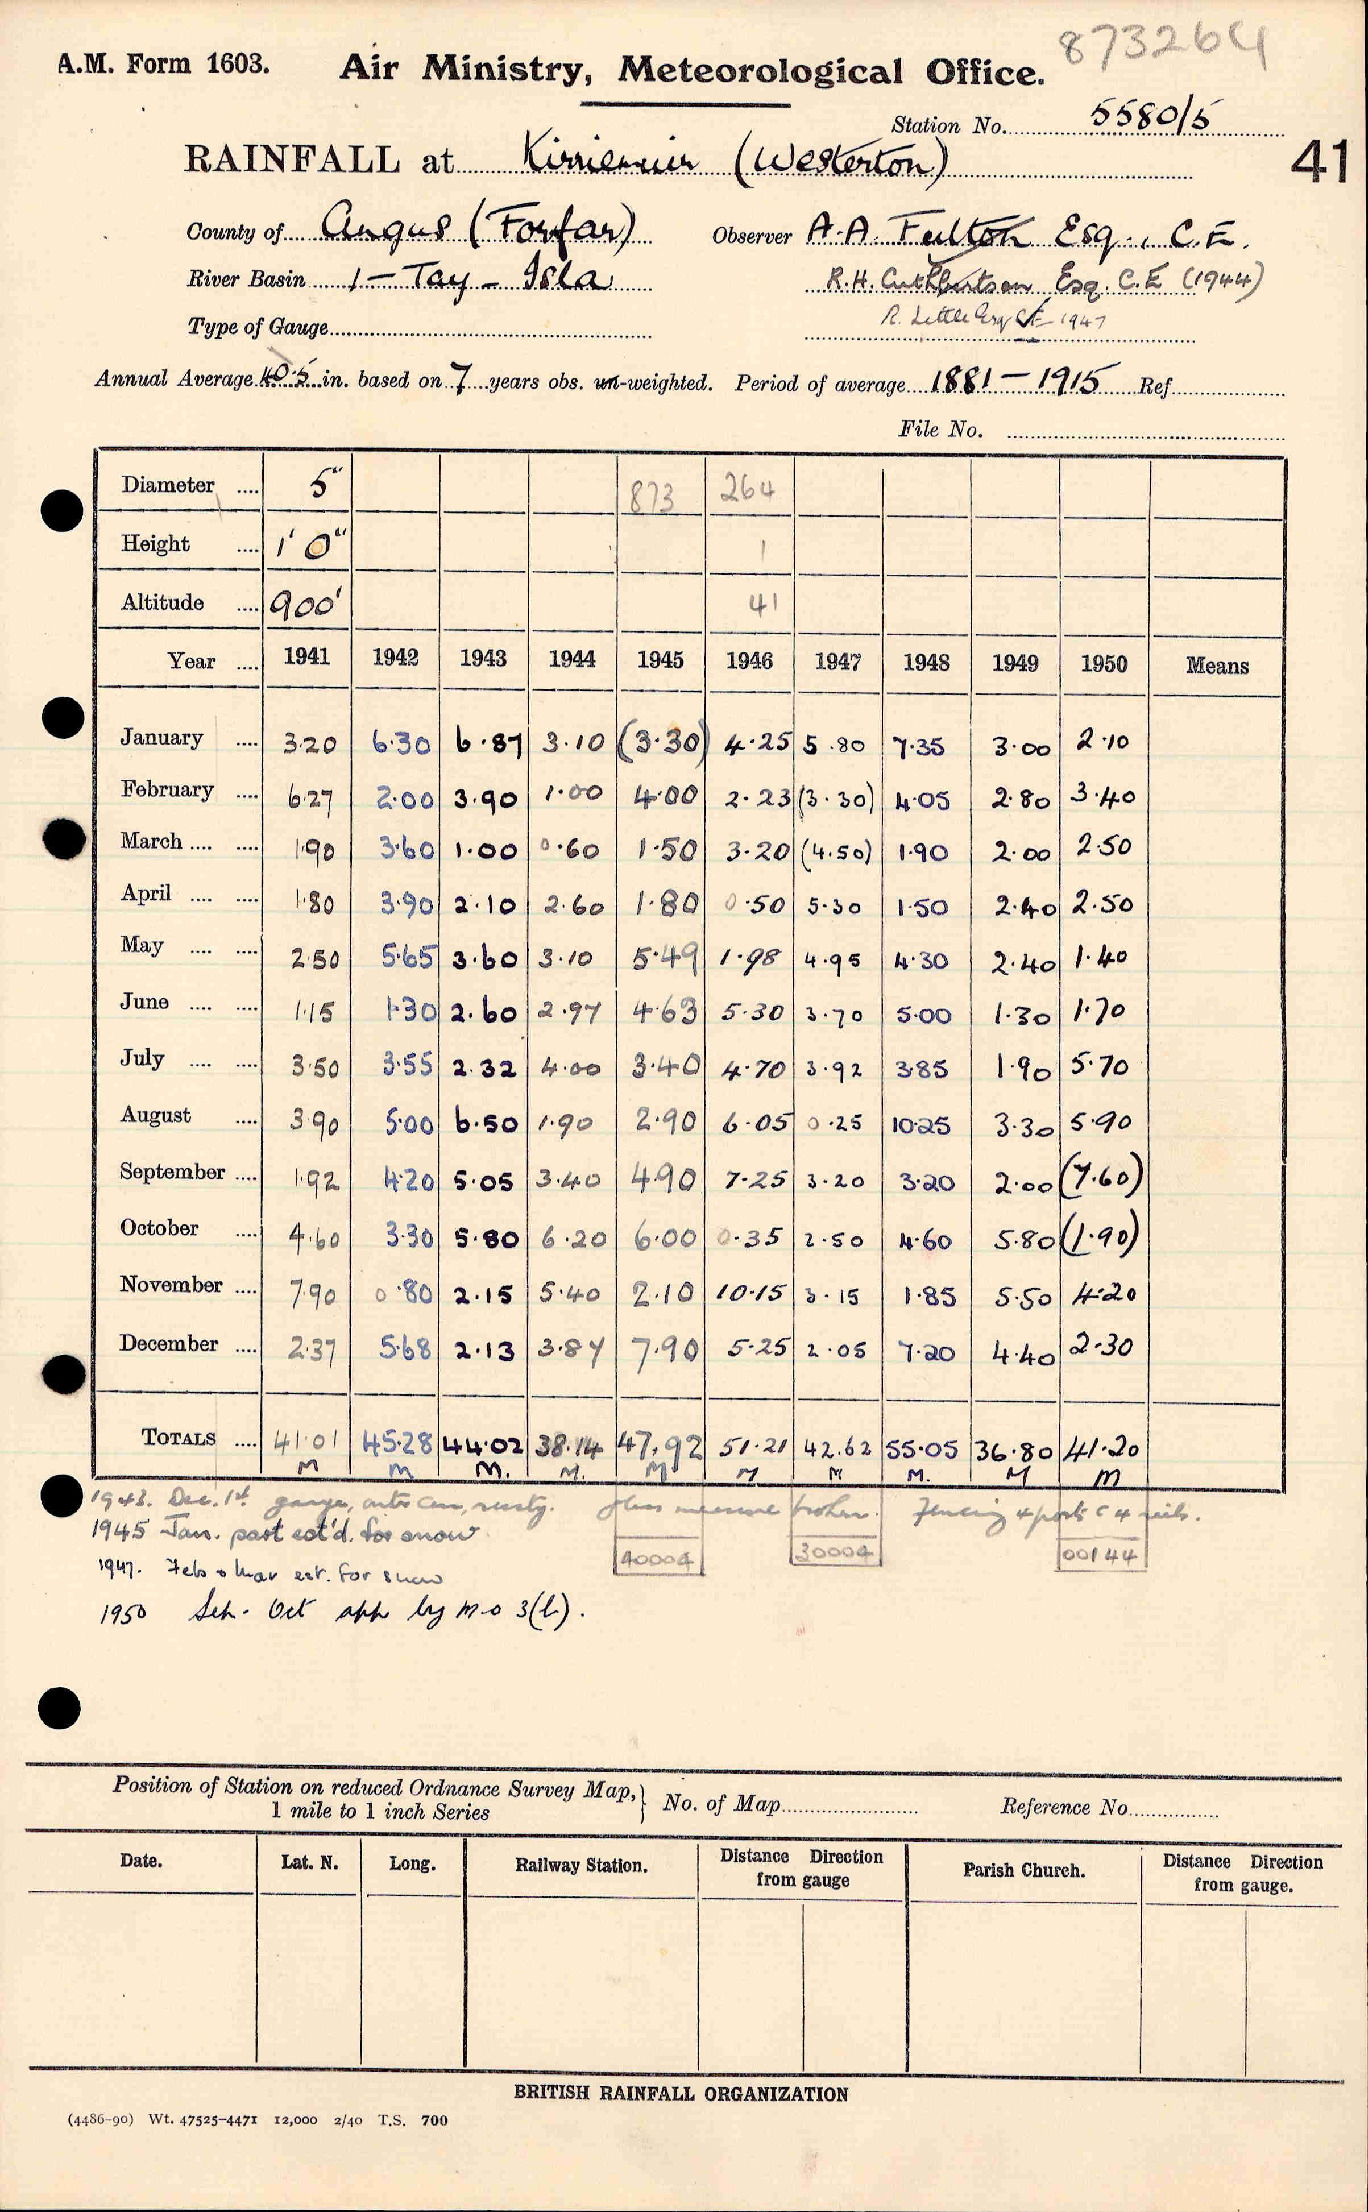 873264
A.M. Form 1603. Air Ministry, Meteorological Office.
Station No. 5580/5
RAINFALL at Kirriemuir (Westerton)
41
County of Angus (Forfar) Observer A.A. Fulton Esq., C.E.
River Basin 1 - Tay - Isla R.H. Cuthbertson Esq. C.E (1944)
Type of Gauge R. Little Esq CE 1947
Annual Average 40.5 in. based on 7 years obs. un-weighted. Period of average 1881-1915 Ref.
File No.
Diameter .... 5" 873 264
Height .... 1' 0" 1
Altitude .... 900' 41
Year .... 1941 1942 1943 1944 1945 1946 1947 1948 1949 1950 Means
January .... 3.20 6.30 6.87 3.10 (3.30) 4.25 5.80 7.35 3.00 2.10
February .... 6.27 2.00 3.90 1.00 4.00 2.23 (3.30) 4.05 2.80 3.40
March .... .... 1.90 3.60 1.00 0.60 1.50 3.20 (4.50) 1.90 2.00 2.50
April .... .... 1.80 3.90 2.10 2.60 1.80 0.50 5.30 1.50 2.40 2.50
May .... .... 2.50 5.65 3.60 3.10 5.49 1.98 4.95 4.30 2.40 1.40
June .... .... 1.15 1.30 2.60 2.97 4.63 5.30 3.70 5.00 1.30 1.70
July .... .... 3.50 3.55 2.32 4.00 3.40 4.70 3.92 3.85 1.90 5.70
August .... 3.90 5.00 6.50 1.90 2.90 6.05 0.25 10.25 3.30 5.90
September .... 1.92 4.20 5.05 3.40 4.90 7.25 3.20 3.20 2.00 (7.60)
October .... 4.60 3.30 5.80 6.20 6.00 0.35 2.50 4.60 5.80 (1.90)
November .... 7.90 0.80 2.15 5.40 2.10 10.15 3.15 1.85 5.50 4.20
December .... 2.37 5.68 2.13 3.87 7.90 5.25 2.05 7.20 4.40 2.30
TOTALS .... 41.01 45.28 44.02 38.14 47.92 51.21 42.62 55.05 36.80 41.20
M M M. M. M M M M. M M
1943. Dec. 1st. gauge, outer can, rusty. glass measure broken. Fencing 4 posts c 4 rails.
1945 Jan. part est'd. for snow
40004 30004 00144
1947. Feb & Mar est. for snow
1950 Sep. Oct app by m.o 3(b).
Position of Station on reduced Ordnance Survey Map,} No. of Map Reference No.
1 mile to 1 inch Series
Date. Lat. N. Long. Railway Station. Distance Direction from gauge Parish Church. Distance Direction from gauge.
BRITISH RAINFALL ORGANIZATION
(4486-90) Wt. 47525-4471 12,000 2/40 T.S. 700